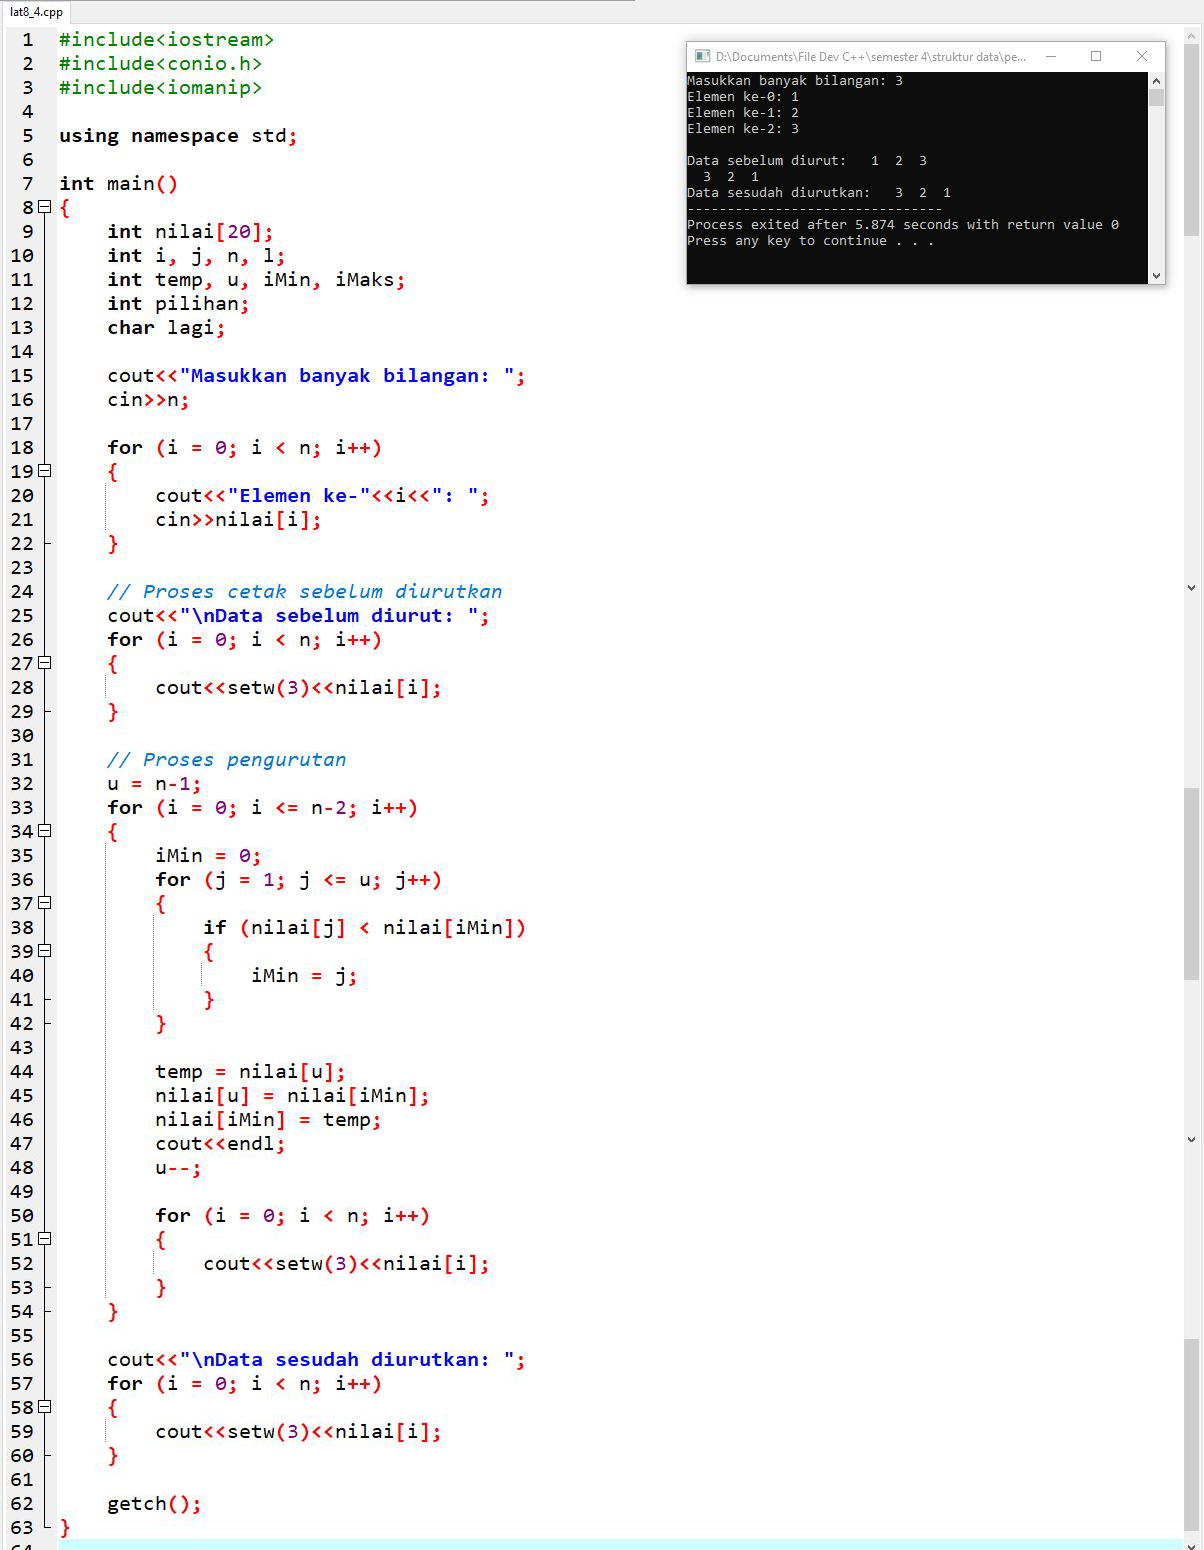 lat8_4.cpp
1 #include<iostream>
2 #include<conio.h>
3 #include<iomanip>
4
5 using namespace std;
6
7 int main()
8 {
9 int nilai[20];
10 int i, j, n, l;
11 int temp, u, iMin, iMaks;
12 int pilihan;
13 char lagi;
14
15 cout<<"Masukkan banyak bilangan: ";
16 cin>>n;
17
18 for (i = 0; i < n; i++)
19 {
20 cout<<"Elemen ke-"<<i<<": ";
21 cin>>nilai[i];
22 }
23
24 // Proses cetak sebelum diurutkan
25 cout<<"\nData sebelum diurut: ";
26 for (i = 0; i < n; i++)
27 {
28 cout<<setw(3)<<nilai[i];
29 }
30
31 // Proses pengurutan
32 u = n-1;
33 for (i = 0; i <= n-2; i++)
34 {
35 iMin = 0;
36 for (j = 1; j <= u; j++)
37 {
38 if (nilai[j] < nilai[iMin])
39 {
40 iMin = j;
41 }
42 }
43
44 temp = nilai[u];
45 nilai[u] = nilai[iMin];
46 nilai[iMin] = temp;
47 cout<<endl;
48 u--;
49
50 for (i = 0; i < n; i++)
51 {
52 cout<<setw(3)<<nilai[i];
53 }
54 }
55
56 cout<<"\nData sesudah diurutkan: ";
57 for (i = 0; i < n; i++)
58 {
59 cout<<setw(3)<<nilai[i];
60 }
61
62 getch();
63 }
D:\Documents\File Dev C++\semester 4\struktur data\pe...
Masukkan banyak bilangan: 3
Elemen ke-0: 1
Elemen ke-1: 2
Elemen ke-2: 3
Data sebelum diurut:   1  2  3
  3  2  1
Data sesudah diurutkan:   3  2  1
--------------------------------
Process exited after 5.874 seconds with return value 0
Press any key to continue . . .